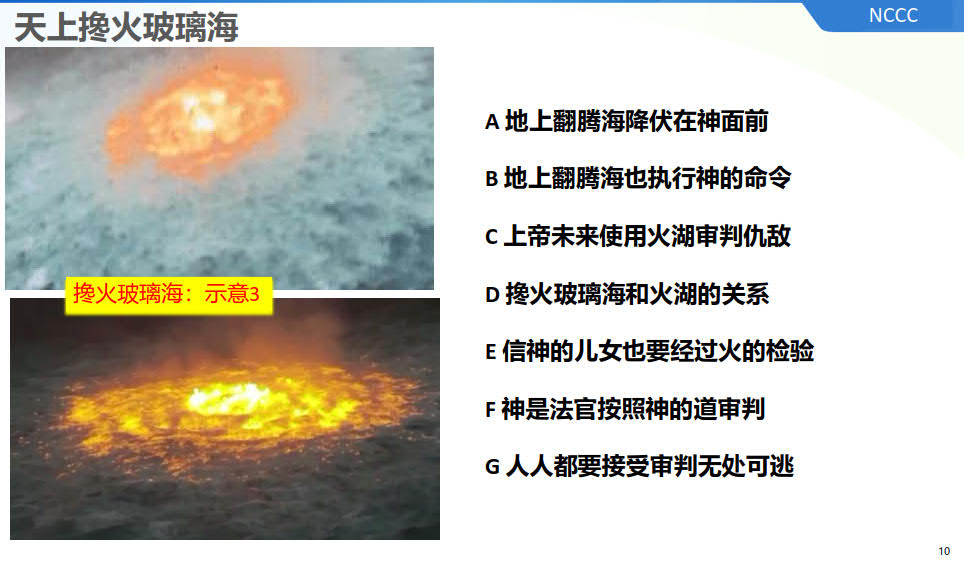 天上搀火玻璃海
NCCC
A 地上翻腾海降伏在神面前
B 地上翻腾海也执行神的命令
C 上帝未来使用火湖审判仇敌
搀火玻璃海：示意3
D 搀火玻璃海和火湖的关系
E 信神的儿女也要经过火的检验
F 神是法官按照神的道审判
G 人人都要接受审判无处可逃
10